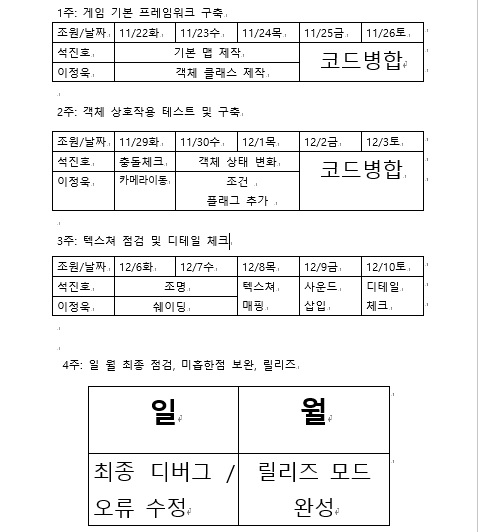 1주: 게임 기본 프레임워크 구축
조원/날짜 11/22화 11/23수 11/24목 11/25금 11/26토
석진호 기본 맵 제작 코드병합
이정욱 객체 클래스 제작
2주: 객체 상호작용 테스트 및 구축
조원/날짜 11/29화 11/30수 12/1목 12/2금 12/3토
석진호 충돌체크 객체 상태 변화 코드병합
이정욱 카메라이동 조건
플래그 추가
3주: 텍스쳐 점검 및 디테일 체크
조원/날짜 12/6화 12/7수 12/8목 12/9금 12/10토
석진호 조명 텍스쳐 사운드 디테일
이정욱 쉐이딩 매핑 삽입 체크
4주: 일 월 최종 점검, 미흡한점 보완, 릴리즈
일 월
최종 디버그 / 릴리즈 모드
오류 수정 완성